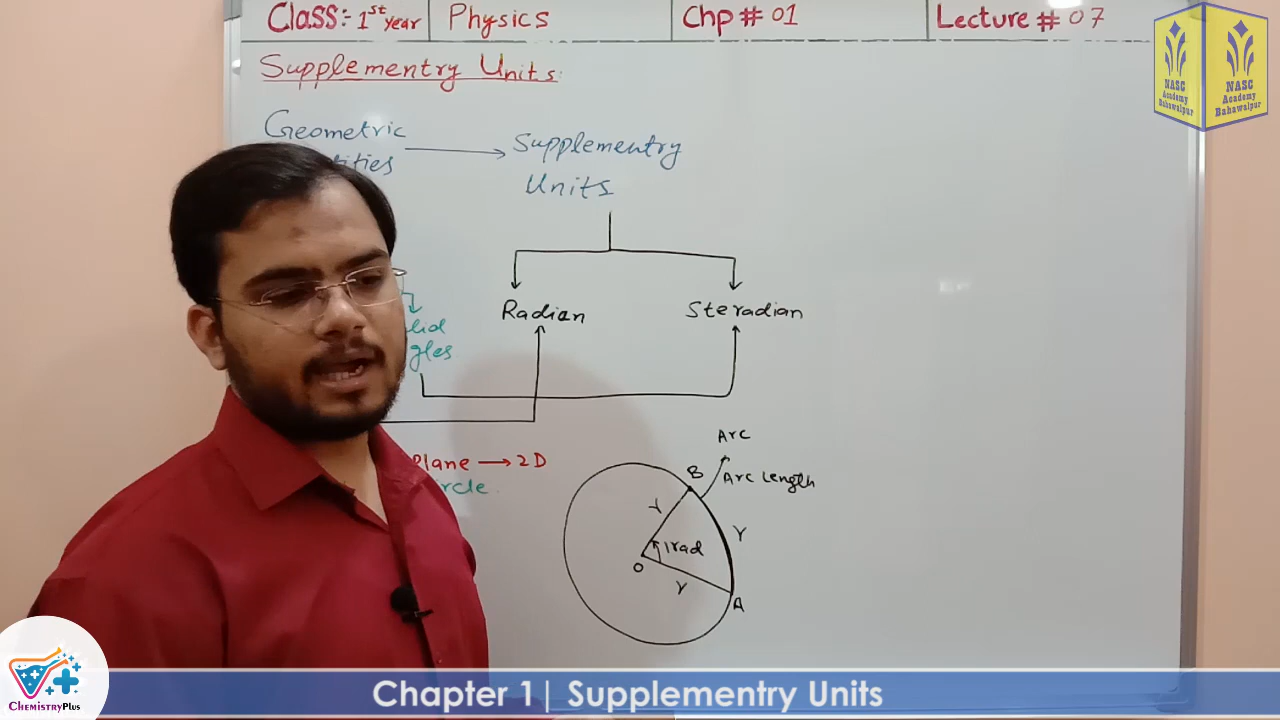 Class:- 1st year
Physics
Chp # 01
Lecture # 07
Supplementry Units:
Geometric
Supplementry
Units
Radian
Steradian
Plane → 2D
Arc
B
Arc Length
r
r
1rad
O
r
A
NASC
Academy
Bahawalpur
NASC
Academy
Bahawalpur
ChemistryPlus
Chapter 1| Supplementry Units